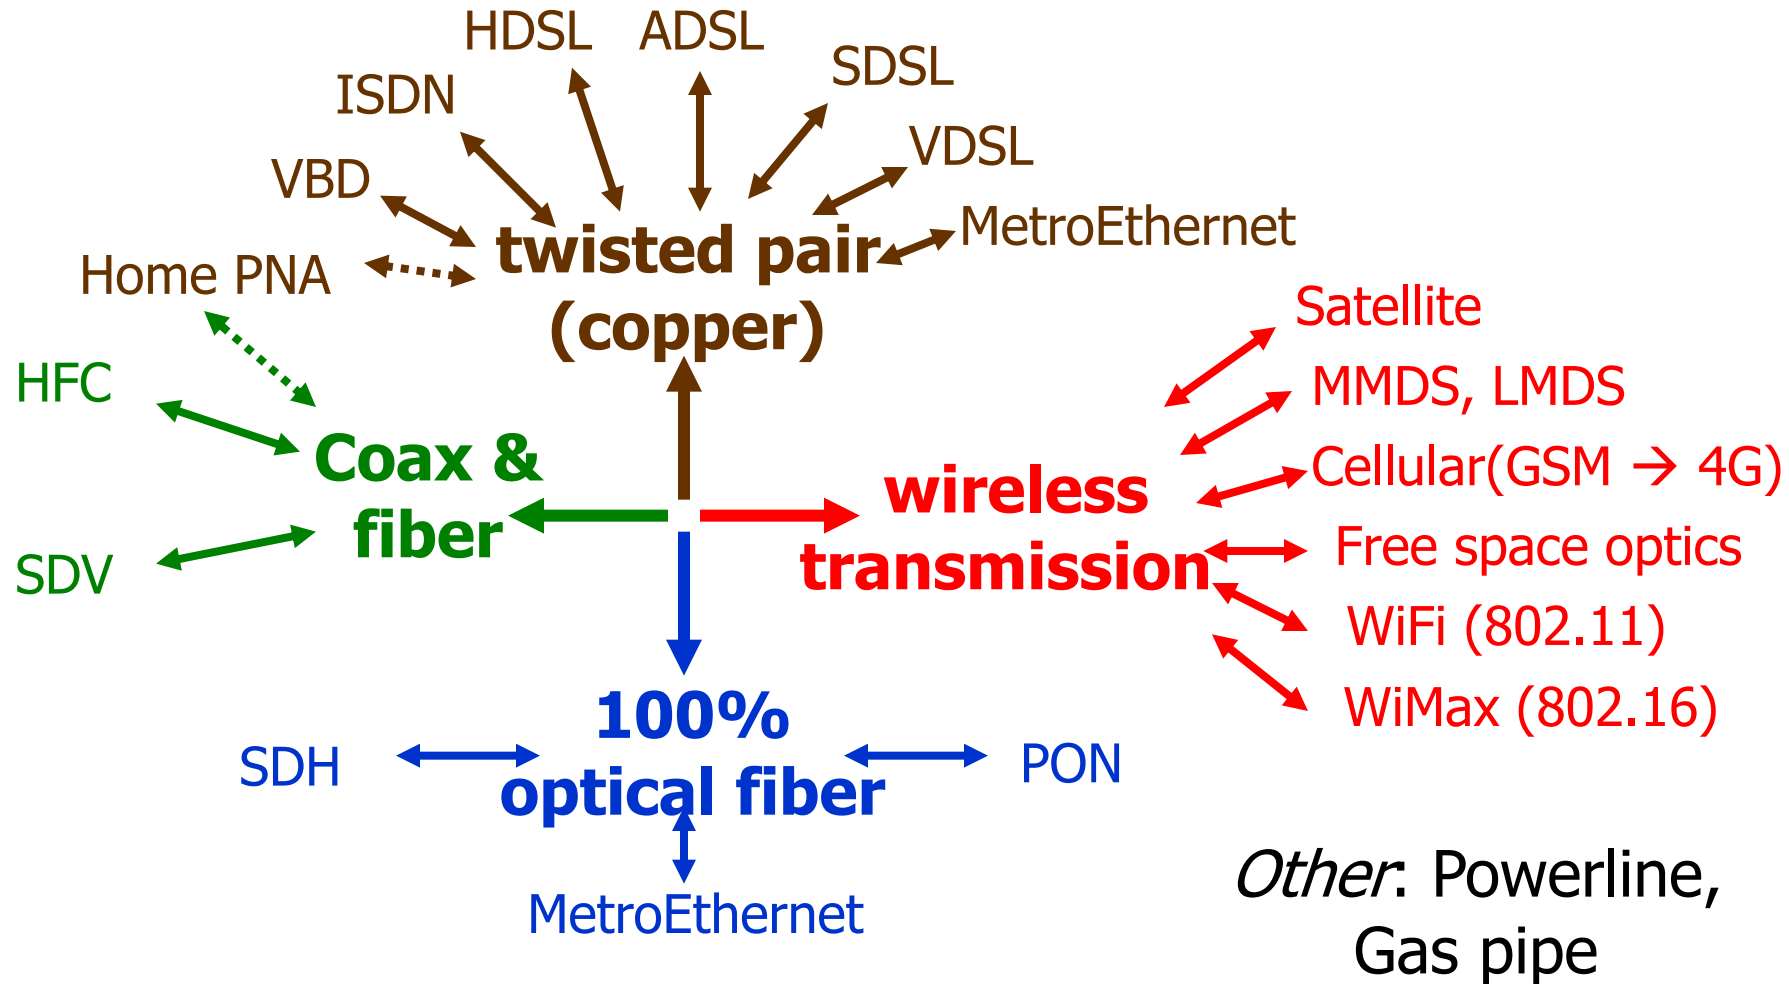 HDSL
ADSL
SDSL
ISDN
VDSL
VBD
MetroEthernet
twisted pair
(copper)
Home PNA
HFC
Coax &
fiber
SDV
Satellite
MMDS, LMDS
Cellular(GSM → 4G)
wireless
transmission
Free space optics
WiFi (802.11)
WiMax (802.16)
100%
optical fiber
SDH
PON
MetroEthernet
Other: Powerline,
Gas pipe